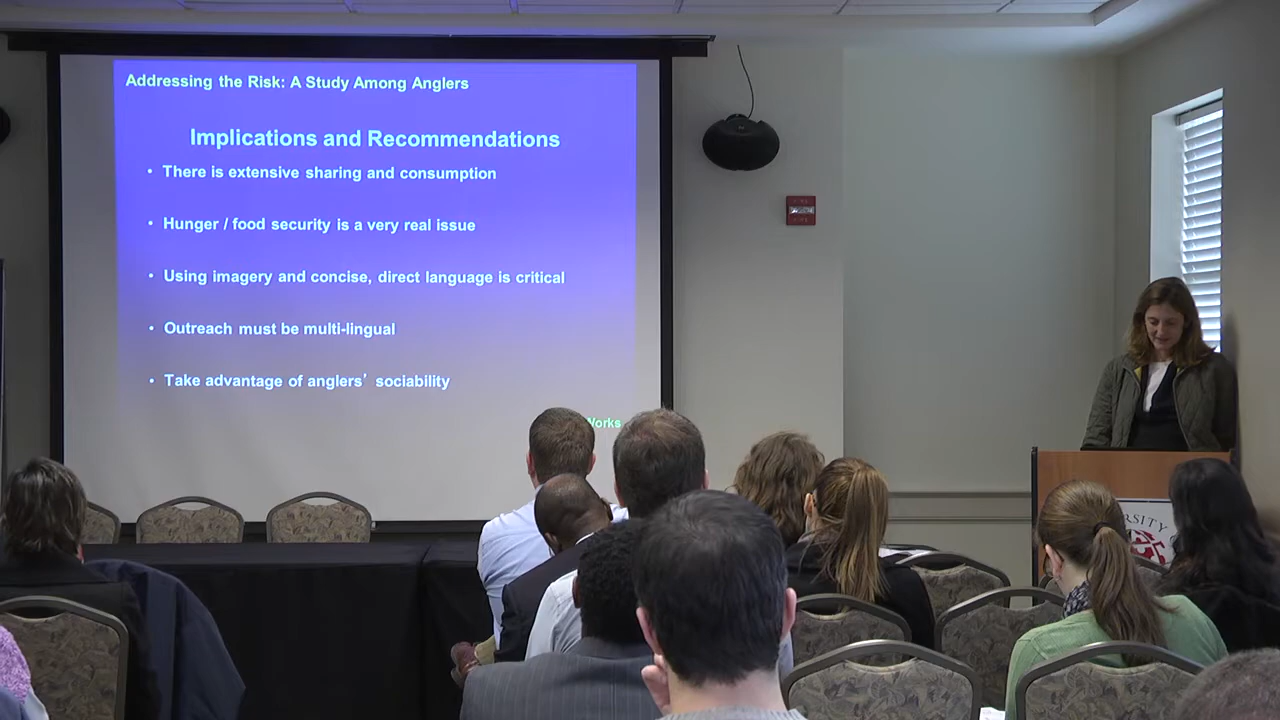 Addressing the Risk: A Study Among Anglers
Implications and Recommendations
• There is extensive sharing and consumption
• Hunger / food security is a very real issue
• Using imagery and concise, direct language is critical
• Outreach must be multi-lingual
• Take advantage of anglers’ sociability
Works